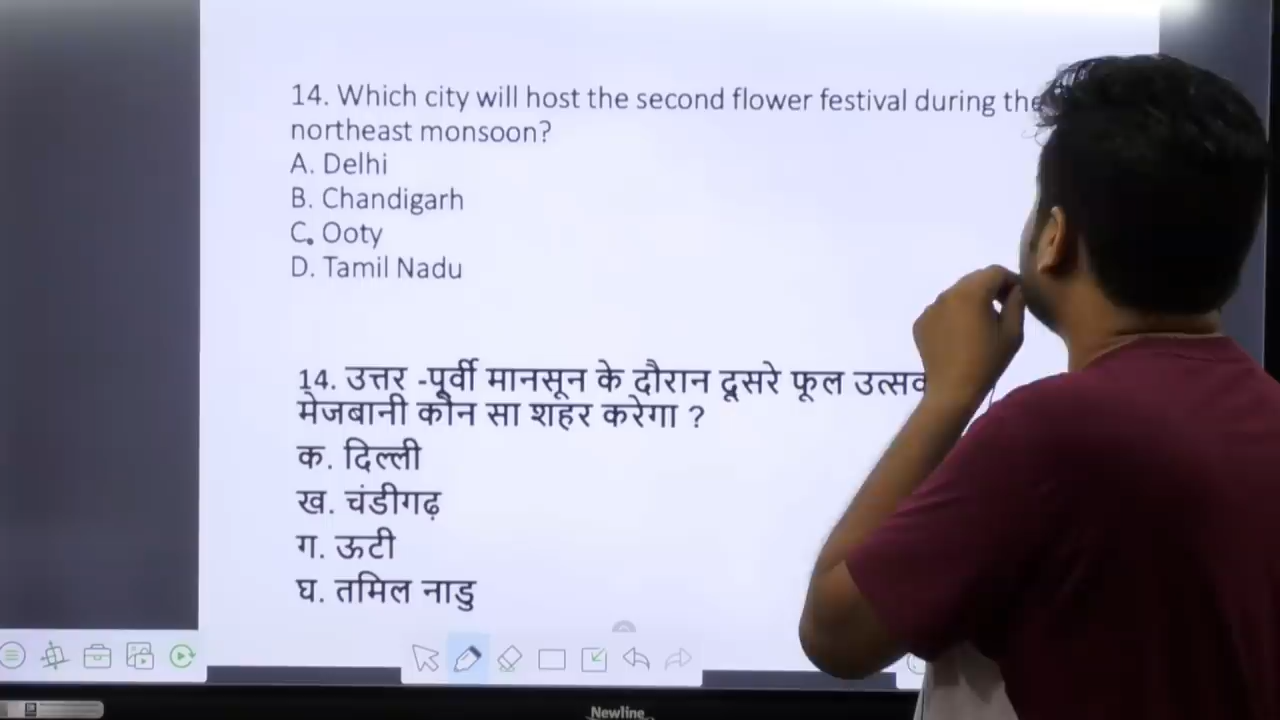 14. Which city will host the second flower festival during the
northeast monsoon?
A. Delhi
B. Chandigarh
C. Ooty
D. Tamil Nadu
14. उत्तर -पूर्वी मानसून के दौरान दूसरे फूल उत्सव
मेजबानी कौन सा शहर करेगा ?
क. दिल्ली
ख. चंडीगढ़
ग. ऊटी
घ. तमिल नाडु
Newline